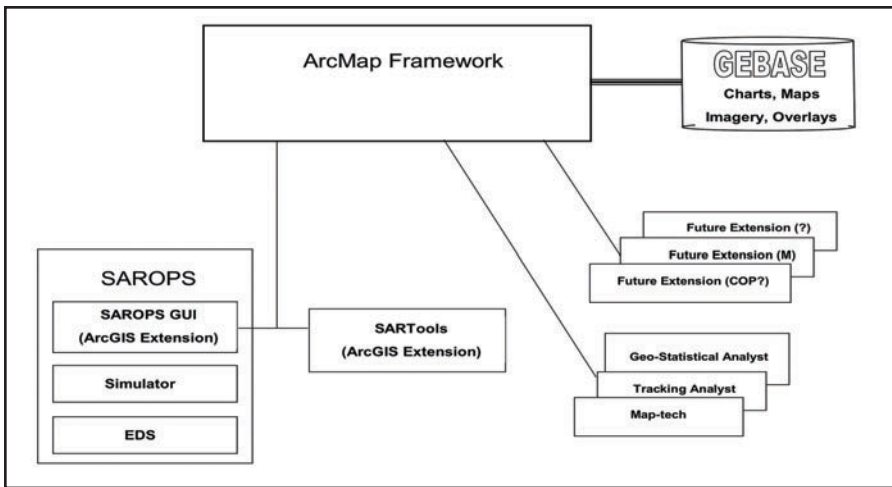 ArcMap Framework
GEBASE
Charts, Maps
Imagery, Overlays
Future Extension (?)
Future Extension (M)
Future Extension (COP?)
SAROPS
SAROPS GUI
(ArcGIS Extension)
Simulator
EDS
SARTools
(ArcGIS Extension)
Geo-Statistical Analyst
Tracking Analyst
Map-tech